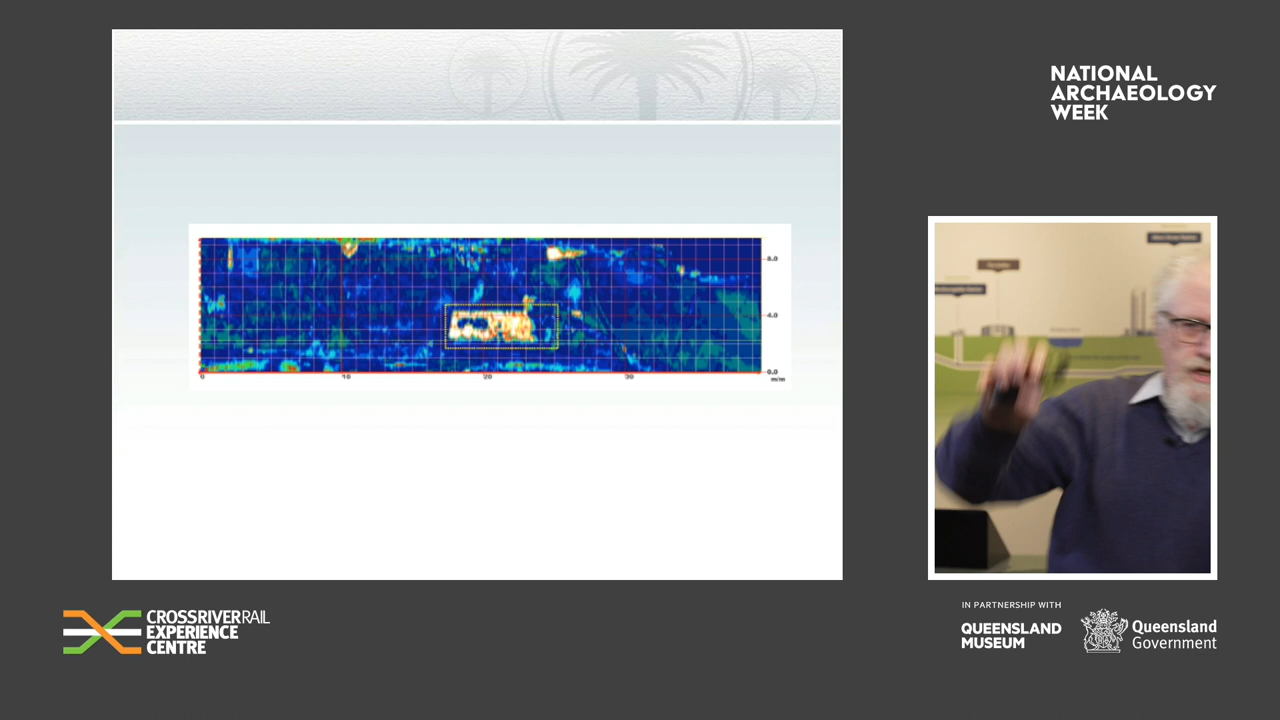 NATIONAL
ARCHAEOLOGY
WEEK
8.0
4.0
0.0
m/m
0
10
20
30
CROSSRIVERRAIL
EXPERIENCE
CENTRE
IN PARTNERSHIP WITH
QUEENSLAND
MUSEUM
Queensland
Government